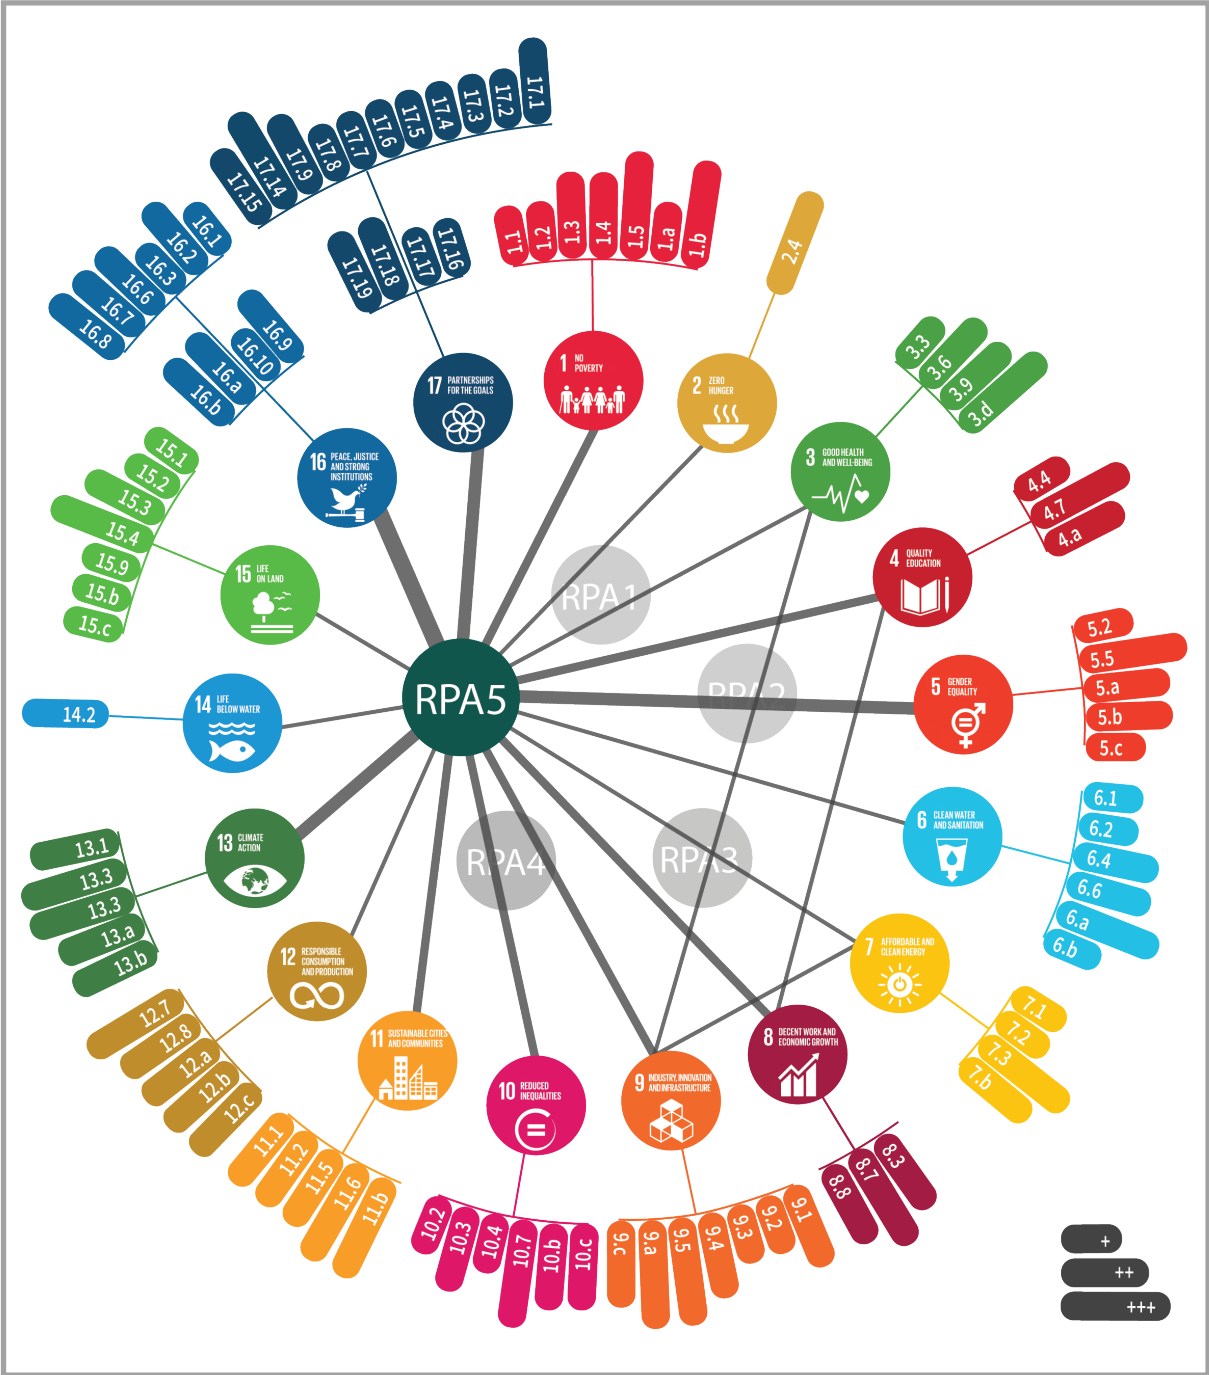 17.15
17.14
17.9
17.8
17.7
17.6
17.5
17.4
17.3
17.2
17.1
17.19
17.18
17.17
17.16
16.1
16.2
16.3
16.6
16.7
16.8
16.9
16.10
16.a
16.b
1.1
1.2
1.3
1.4
1.5
1.a
1.b
2.4
3.3
3.6
3.9
3.d
4.4
4.7
4.a
5.2
5.5
5.a
5.b
5.c
6.1
6.2
6.4
6.6
6.a
6.b
7.1
7.2
7.3
7.b
8.3
8.7
8.8
9.1
9.2
9.3
9.4
9.5
9.a
9.c
10.c
10.b
10.7
10.4
10.3
10.2
11.b
11.6
11.5
11.2
11.1
12.c
12.b
12.a
12.8
12.7
13.b
13.a
13.3
13.3
13.1
14.2
15.c
15.b
15.9
15.4
15.3
15.2
15.1
1 NO
POVERTY
2 ZERO
HUNGER
3 GOOD HEALTH
AND WELL-BEING
4 QUALITY
EDUCATION
5 GENDER
EQUALITY
6 CLEAN WATER
AND SANITATION
7 AFFORDABLE AND
CLEAN ENERGY
8 DECENT WORK AND
ECONOMIC GROWTH
9 INDUSTRY, INNOVATION
AND INFRASTRUCTURE
10 REDUCED
INEQUALITIES
11 SUSTAINABLE CITIES
AND COMMUNITIES
12 RESPONSIBLE
CONSUMPTION
AND PRODUCTION
13 CLIMATE
ACTION
14 LIFE
BELOW WATER
15 LIFE
ON LAND
16 PEACE, JUSTICE
AND STRONG
INSTITUTIONS
17 PARTNERSHIPS
FOR THE GOALS
RPA1
RPA2
RPA3
RPA4
RPA5
+
++
+++